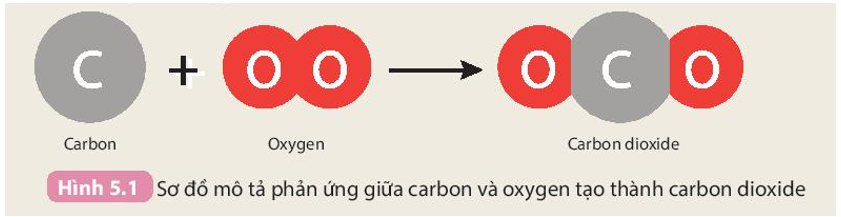 C + O O → O C O
Carbon Oxygen Carbon dioxide
Hình 5.1 Sơ đồ mô tả phản ứng giữa carbon và oxygen tạo thành carbon dioxide